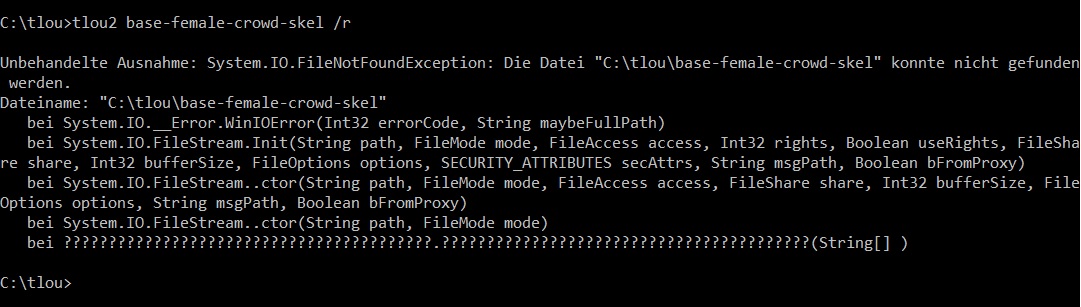 C:\tlou>tlou2 base-female-crowd-skel /r
Unbehandelte Ausnahme: System.IO.FileNotFoundException: Die Datei "C:\tlou\base-female-crowd-skel" konnte nicht gefunden
 werden.
Dateiname: "C:\tlou\base-female-crowd-skel"
   bei System.IO.__Error.WinIOError(Int32 errorCode, String maybeFullPath)
   bei System.IO.FileStream.Init(String path, FileMode mode, FileAccess access, Int32 rights, Boolean useRights, FileSha
re share, Int32 bufferSize, FileOptions options, SECURITY_ATTRIBUTES secAttrs, String msgPath, Boolean bFromProxy)
   bei System.IO.FileStream..ctor(String path, FileMode mode, FileAccess access, FileShare share, Int32 bufferSize, File
Options options, String msgPath, Boolean bFromProxy)
   bei System.IO.FileStream..ctor(String path, FileMode mode)
   bei ????????????????????????????????????????.????????????????????????????????????????(String[] )
C:\tlou>